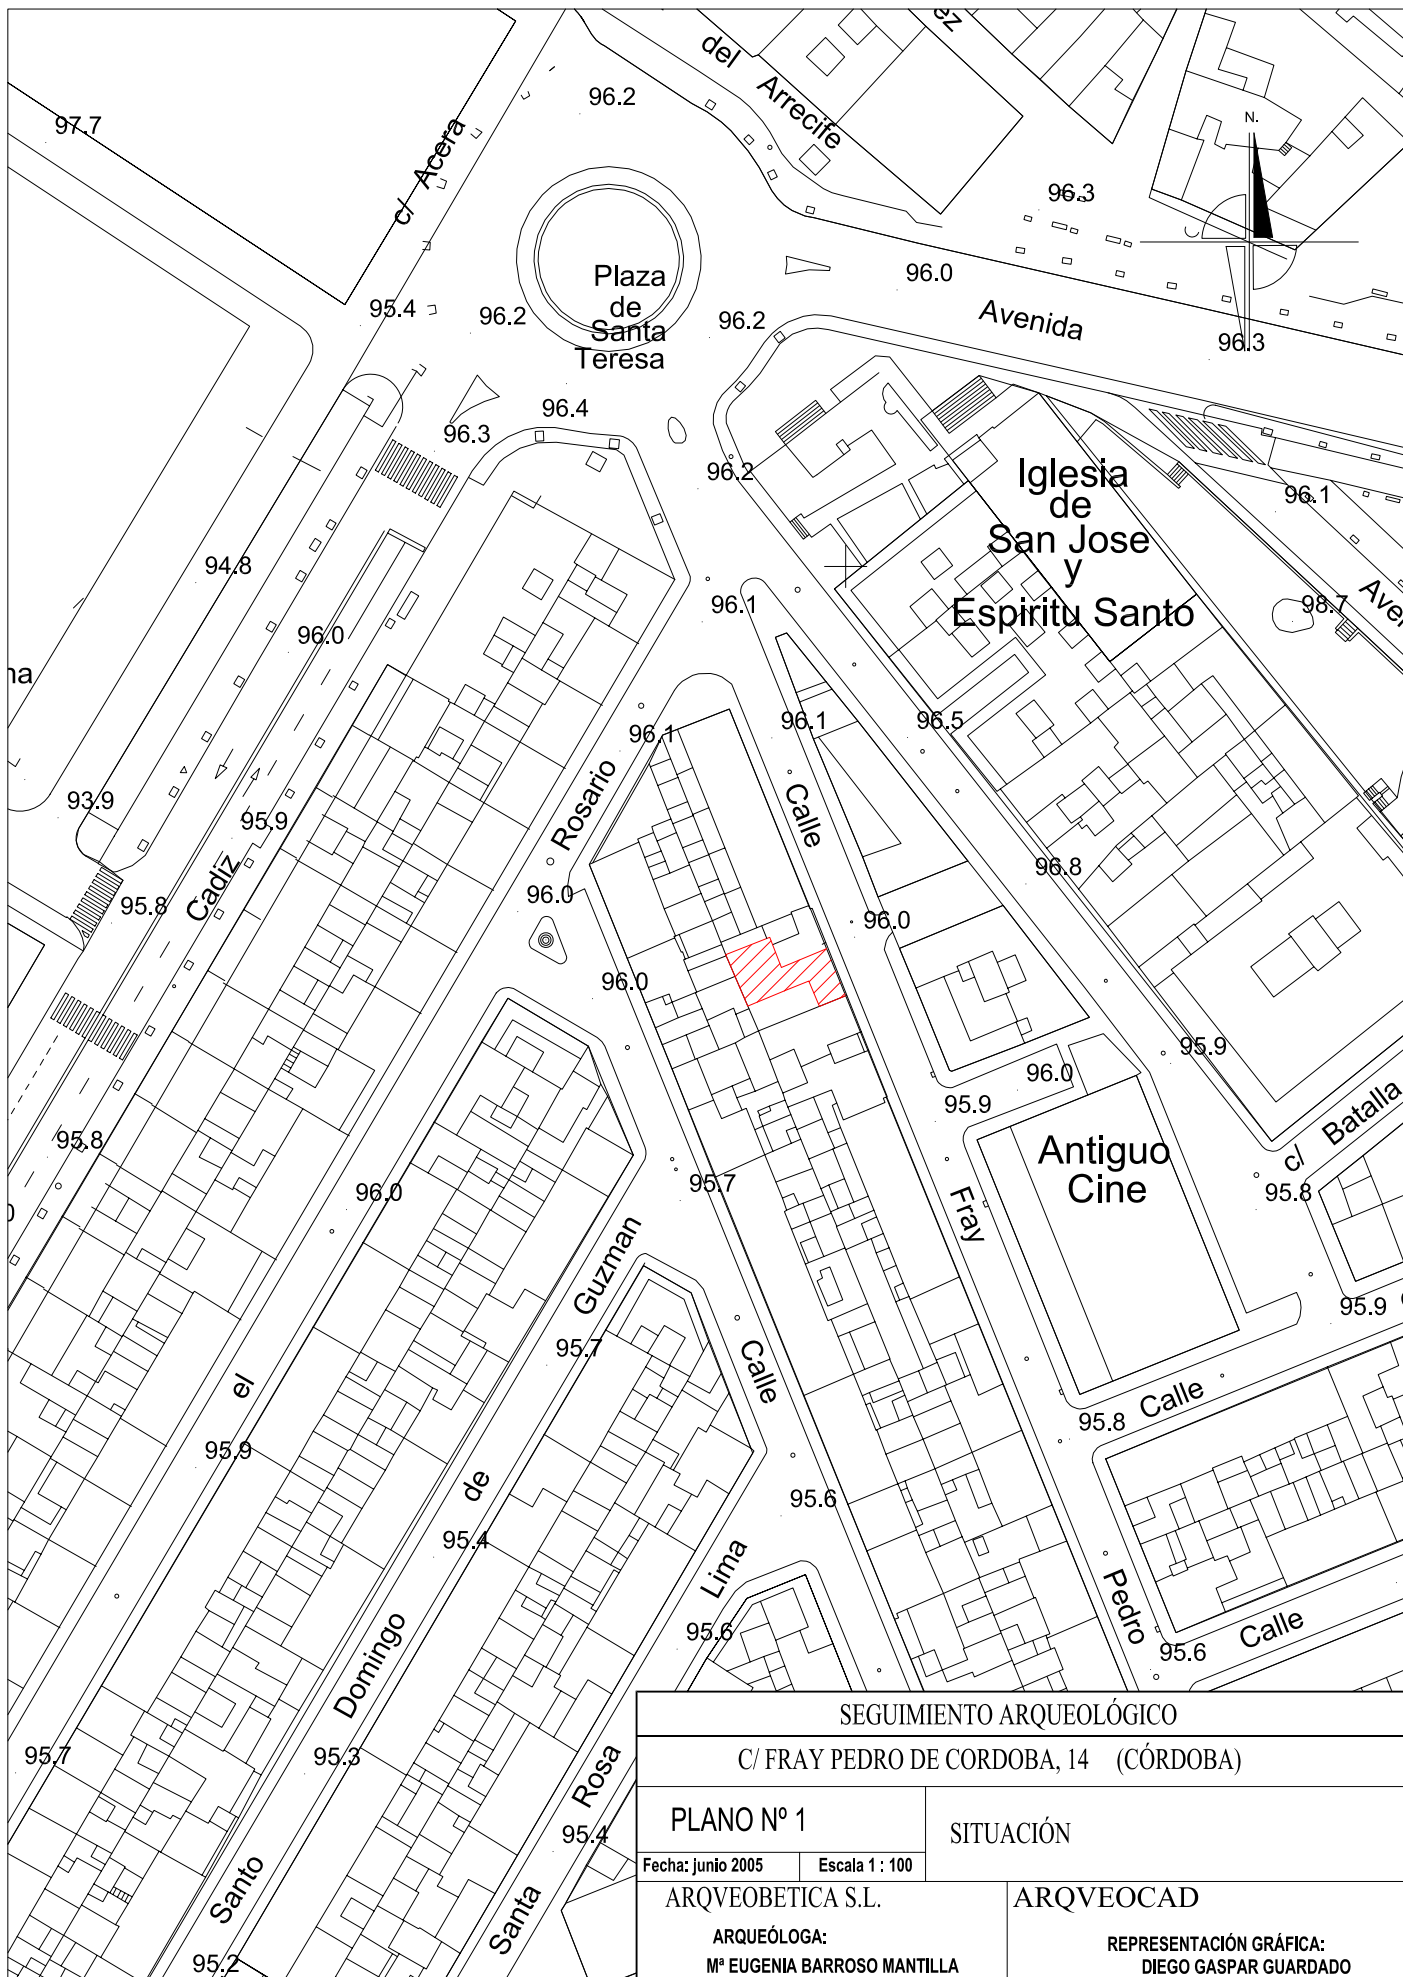 97.7
96.2
del Arrecife
ez
c/ Acera
N.
96.3
96.0
Plaza
de
Santa
Teresa
95.4
96.2
96.2
Avenida
96.3
96.4
96.3
96.2
Iglesia
de
San Jose
y
Espiritu Santo
96.1
94.8
96.0
96.1
98.7
Ave
na
96.1
96.1
96.5
Rosario
Calle
93.9
95.9
Cadiz
95.8
96.0
96.8
96.0
96.0
95.9
96.0
95.9
95.8
96.0
95.7
Antiguo
Cine
c/ Batalla
95.8
Fray
Guzman
95.7
95.9
Calle
el
95.9
de
95.4
95.6
95.8
Calle
Lima
95.6
Pedro
95.6
Calle
Domingo
95.7
95.3
Rosa
95.4
Santo
Santa
95.2
SEGUIMIENTO ARQUEOLÓGICO
C/ FRAY PEDRO DE CORDOBA, 14 (CÓRDOBA)
PLANO Nº 1
SITUACIÓN
Fecha: junio 2005
Escala 1 : 100
ARQVEOBETICA S.L.
ARQVEOCAD
ARQUEÓLOGA:
Mª EUGENIA BARROSO MANTILLA
REPRESENTACIÓN GRÁFICA:
DIEGO GASPAR GUARDADO